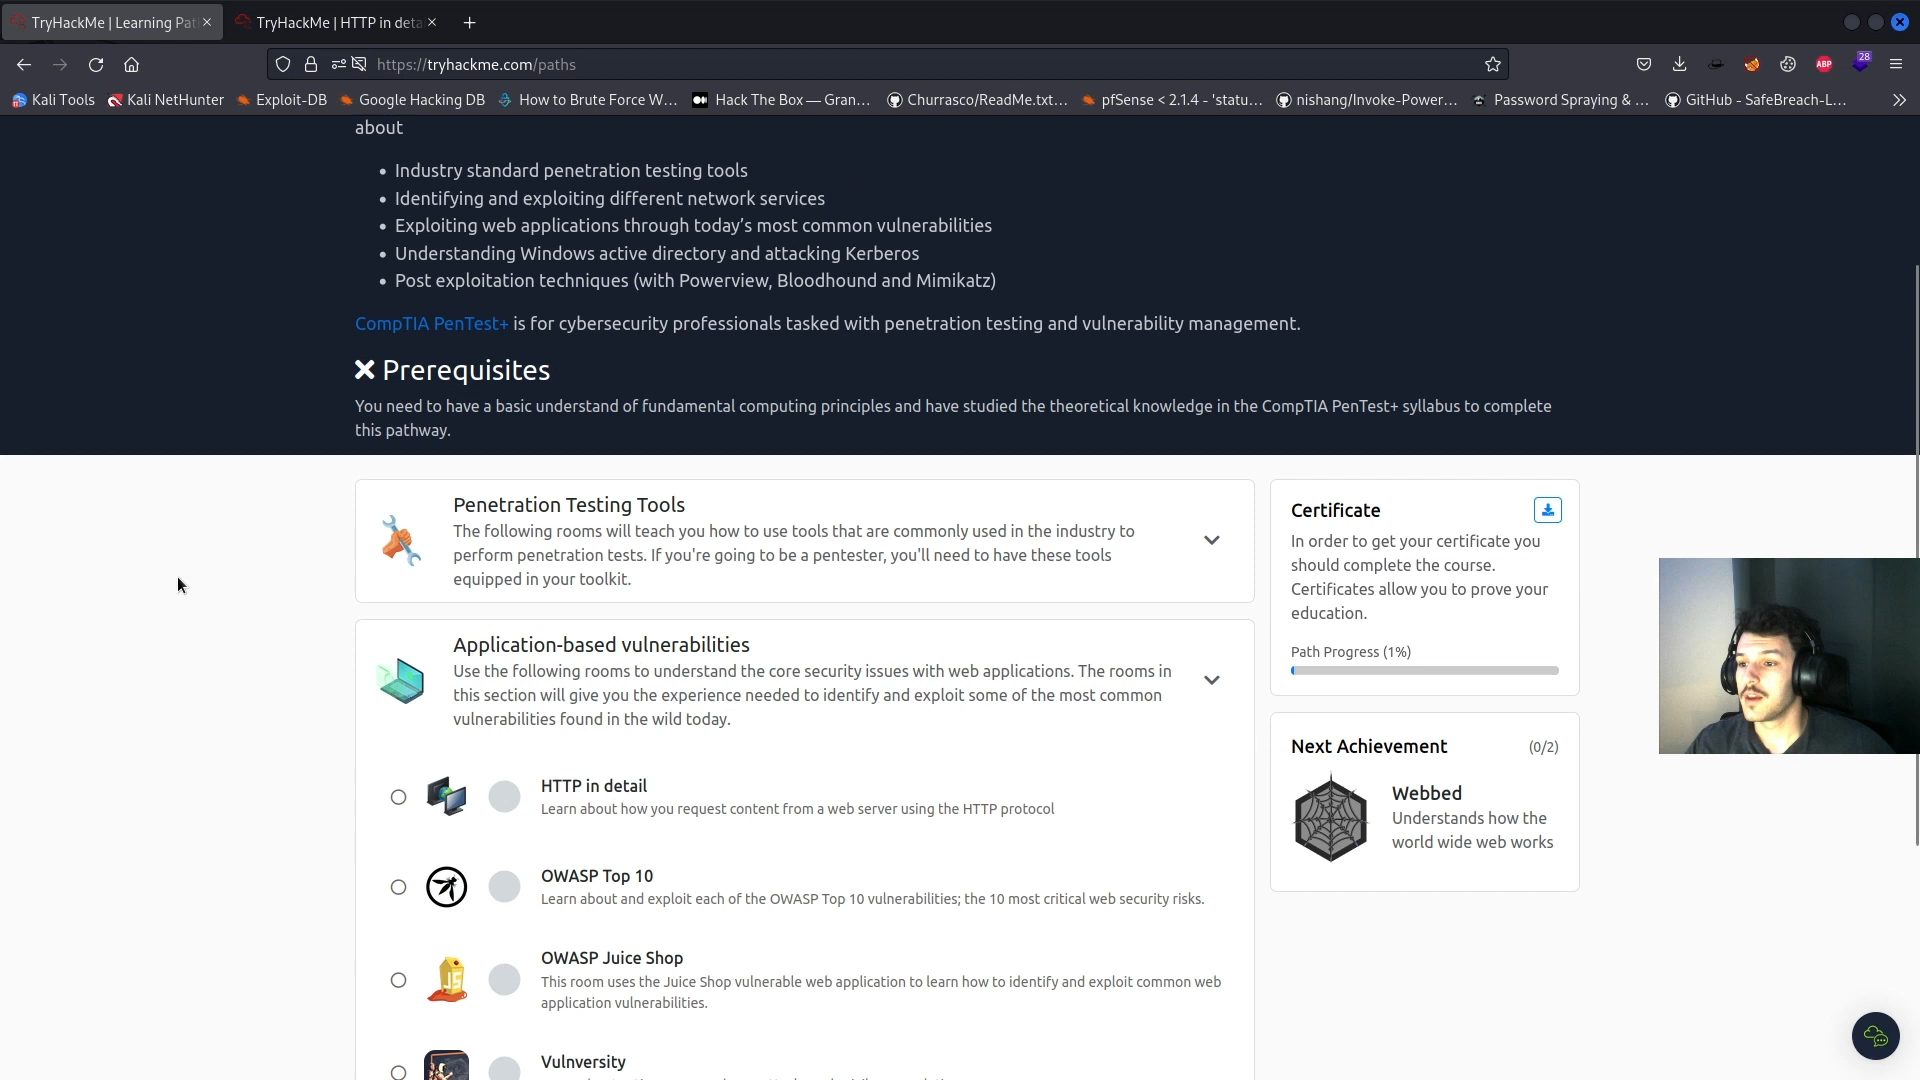 TryHackMe | Learning Pat
TryHackMe | HTTP in deta
https://tryhackme.com/paths
ABP
28
Kali Tools
Kali NetHunter
Exploit-DB
Google Hacking DB
How to Brute Force W...
Hack The Box — Gran...
Churrasco/ReadMe.txt...
pfSense < 2.1.4 - 'statu...
nishang/Invoke-Power...
Password Spraying & ...
GitHub - SafeBreach-L...
about
• Industry standard penetration testing tools
• Identifying and exploiting different network services
• Exploiting web applications through today's most common vulnerabilities
• Understanding Windows active directory and attacking Kerberos
• Post exploitation techniques (with Powerview, Bloodhound and Mimikatz)
CompTIA PenTest+ is for cybersecurity professionals tasked with penetration testing and vulnerability management.
Prerequisites
You need to have a basic understand of fundamental computing principles and have studied the theoretical knowledge in the CompTIA PenTest+ syllabus to complete
this pathway.
Penetration Testing Tools
The following rooms will teach you how to use tools that are commonly used in the industry to
perform penetration tests. If you're going to be a pentester, you'll need to have these tools
equipped in your toolkit.
Application-based vulnerabilities
Use the following rooms to understand the core security issues with web applications. The rooms in
this section will give you the experience needed to identify and exploit some of the most common
vulnerabilities found in the wild today.
HTTP in detail
Learn about how you request content from a web server using the HTTP protocol
OWASP Top 10
Learn about and exploit each of the OWASP Top 10 vulnerabilities; the 10 most critical web security risks.
JS
OWASP Juice Shop
This room uses the Juice Shop vulnerable web application to learn how to identify and exploit common web
application vulnerabilities.
Vulnversity
Certificate
In order to get your certificate you
should complete the course.
Certificates allow you to prove your
education.
Path Progress (1%)
Next Achievement
(0/2)
Webbed
Understands how the
world wide web works